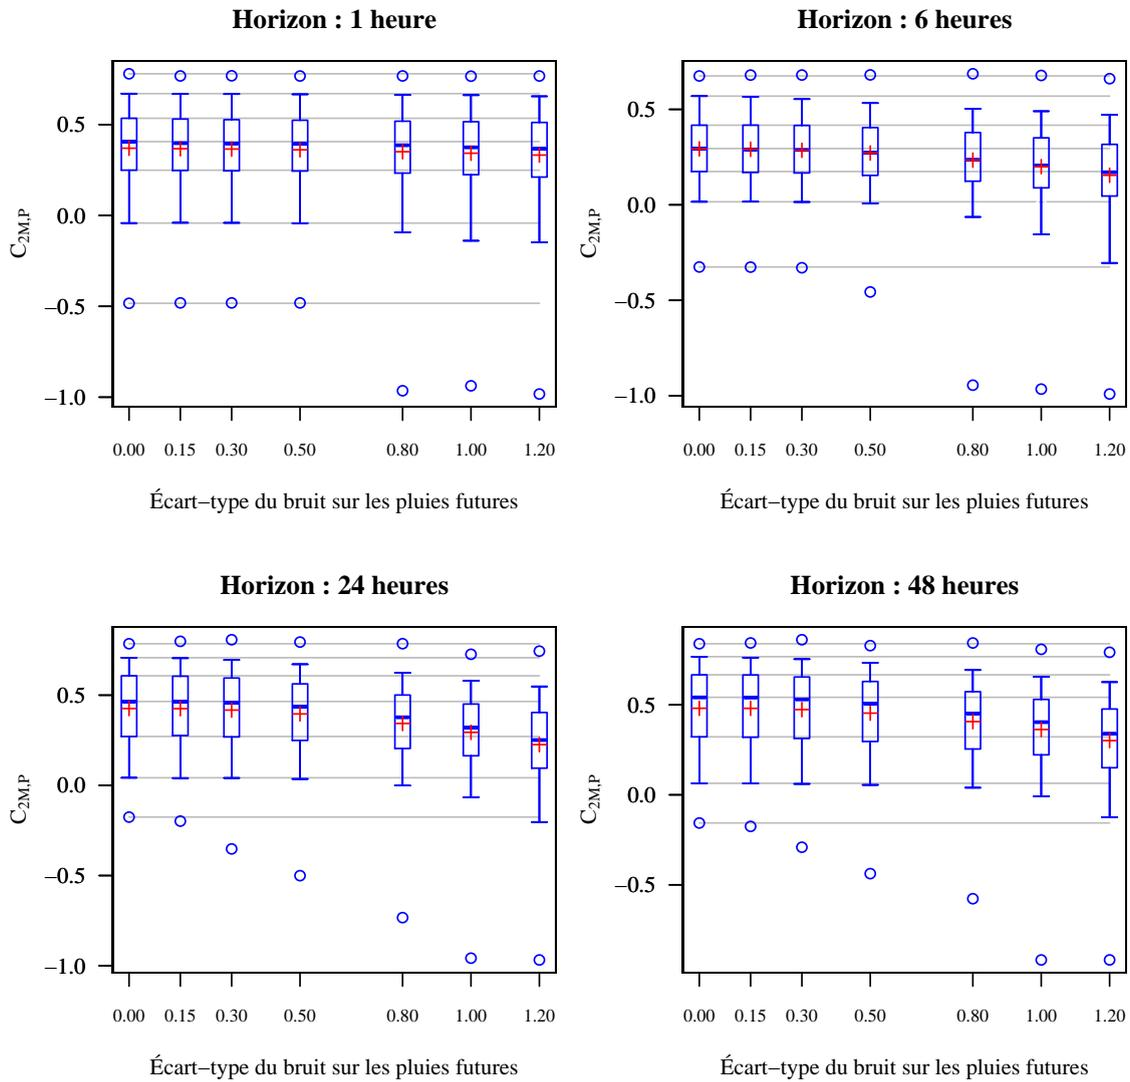 Horizon : 1 heure
C2M,P
0.5
0.0
−0.5
−1.0
0.00 0.15 0.30 0.50 0.80 1.00 1.20
Écart−type du bruit sur les pluies futures
Horizon : 6 heures
C2M,P
0.5
0.0
−0.5
−1.0
0.00 0.15 0.30 0.50 0.80 1.00 1.20
Écart−type du bruit sur les pluies futures
Horizon : 24 heures
C2M,P
0.5
0.0
−0.5
−1.0
0.00 0.15 0.30 0.50 0.80 1.00 1.20
Écart−type du bruit sur les pluies futures
Horizon : 48 heures
C2M,P
0.5
0.0
−0.5
0.00 0.15 0.30 0.50 0.80 1.00 1.20
Écart−type du bruit sur les pluies futures